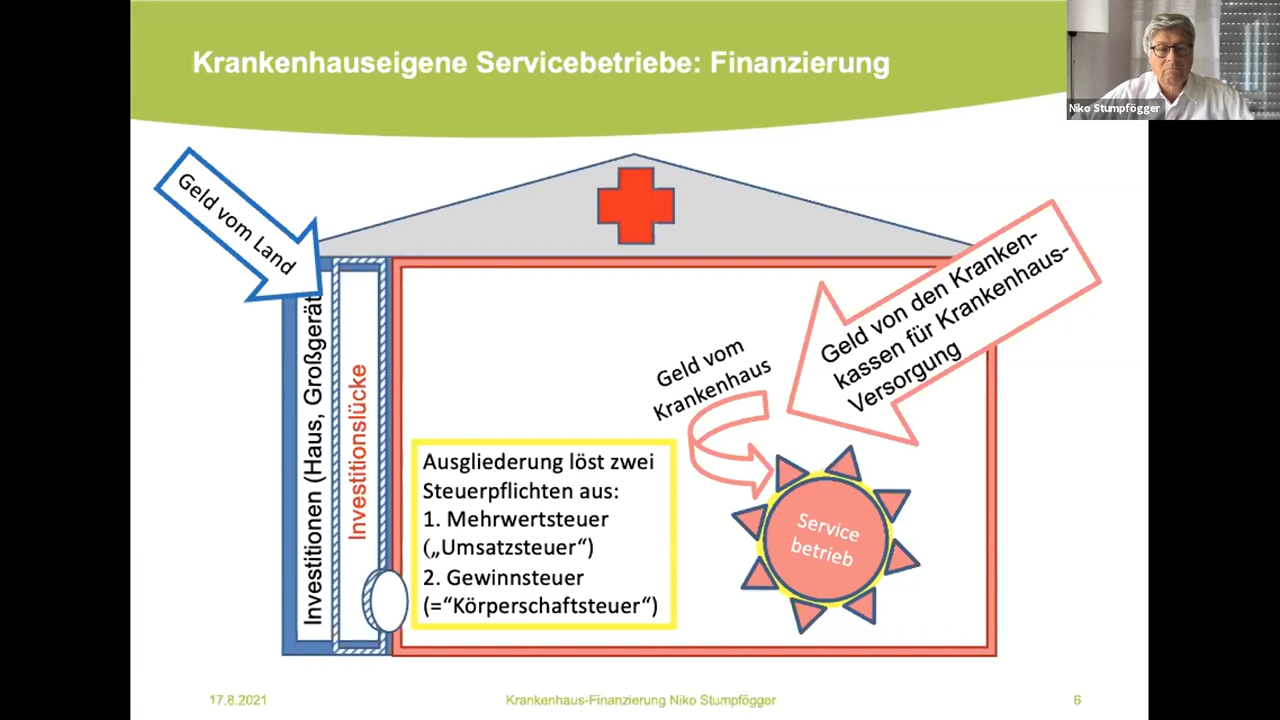 Krankenhauseigene Servicebetriebe: Finanzierung
Niko Stumpfögger
Geld vom Land
Investitionen (Haus, Großgerät
Investitionslücke
Geld von den Kranken-
kassen für Krankenhaus-
Versorgung
Geld vom
Krankenhaus
Ausgliederung löst zwei
Steuerpflichten aus:
1. Mehrwertsteuer
(„Umsatzsteuer“)
2. Gewinnsteuer
(=“Körperschaftsteuer“)
Service
betrieb
17.8.2021
Krankenhaus-Finanzierung Niko Stumpfögger
6